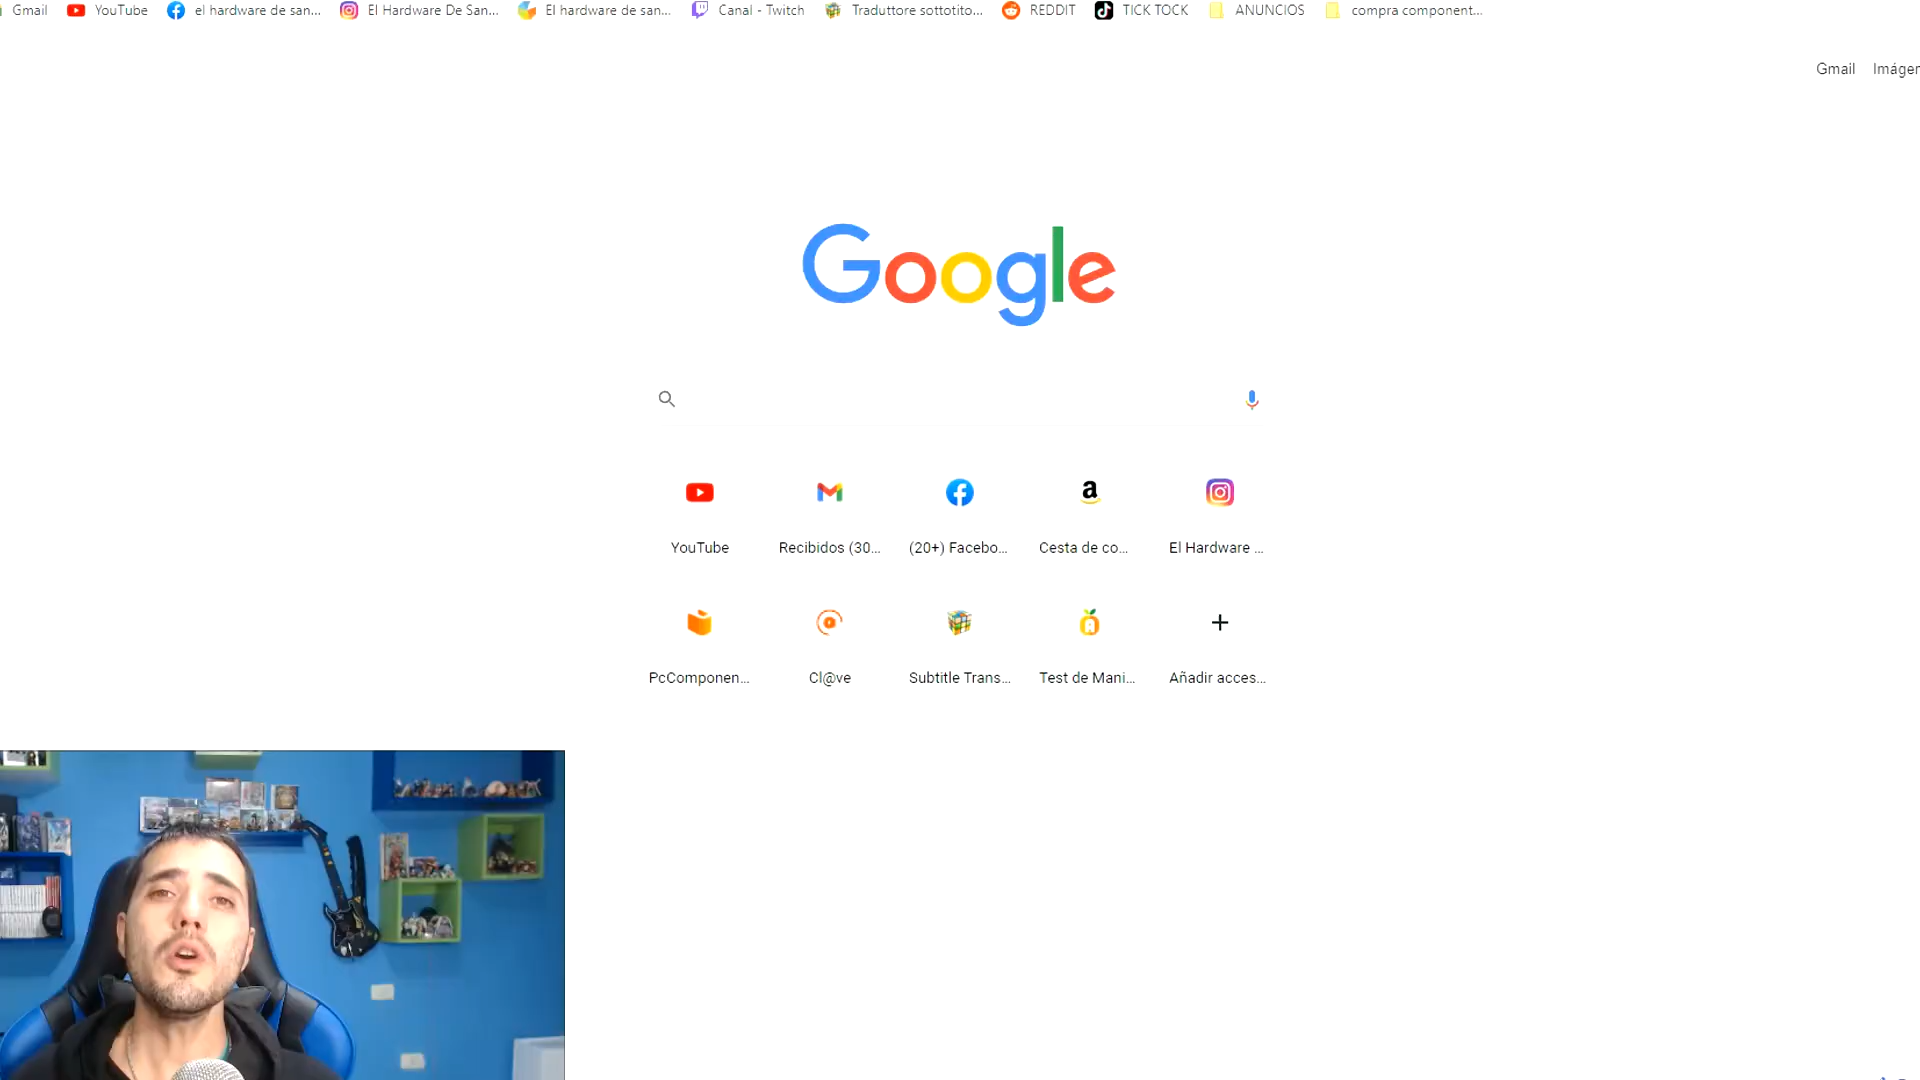 Gmail YouTube el hardware de san... El Hardware De San... El hardware de san... Canal - Twitch Traduttore sottotito... REDDIT TICK TOCK ANUNCIOS compra component...
Gmail Imáger
Google
YouTube Recibidos (30... (20+) Facebo... Cesta de co... El Hardware ...
PcComponen... Cl@ve Subtitle Trans... Test de Mani... Añadir acces...